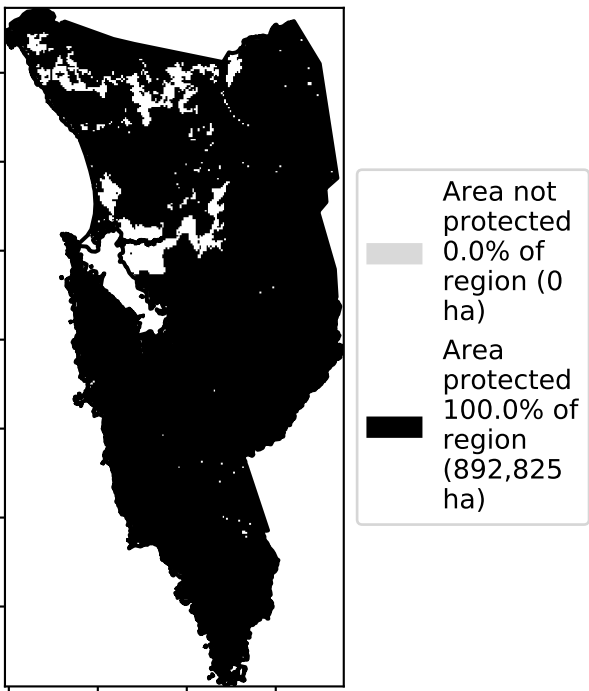 Area not
protected
0.0% of
region (0
ha)
Area
protected
100.0% of
region
(892,825
ha)